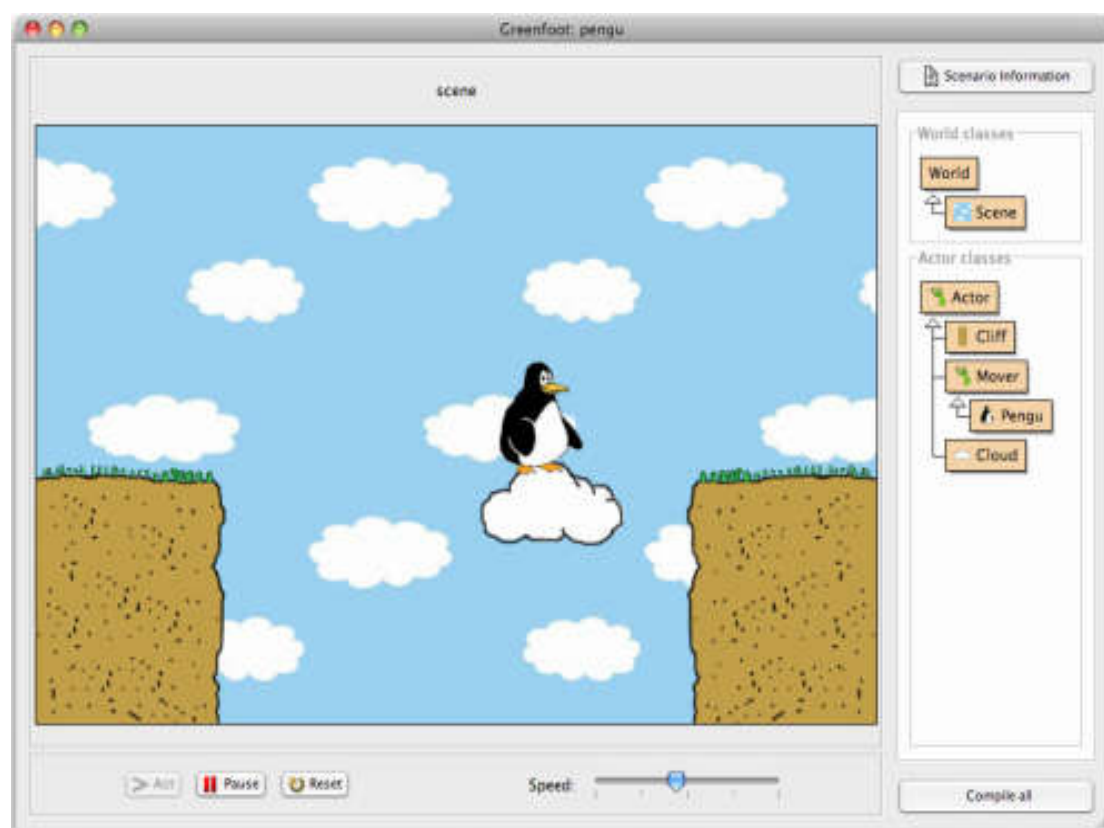 Greenfoot: pengu
scene
Scenario Information
World classes
World
Scene
Actor classes
Actor
Cliff
Mover
Pengu
Cloud
Act
Pause
Reset
Speed:
Compile all